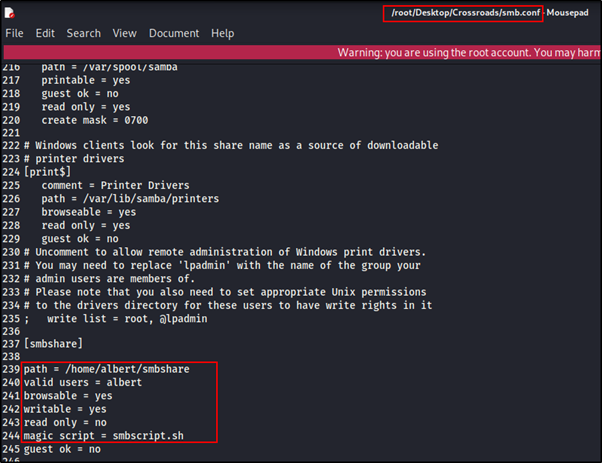 /root/Desktop/Crossroads/smb.conf - Mousepad
File Edit Search View Document Help
Warning: you are using the root account. You may harm
216 path = /var/spool/samba
217 printable = yes
218 guest ok = no
219 read only = yes
220 create mask = 0700
221
222 # Windows clients look for this share name as a source of downloadable
223 # printer drivers
224 [print$]
225 comment = Printer Drivers
226 path = /var/lib/samba/printers
227 browseable = yes
228 read only = yes
229 guest ok = no
230 # Uncomment to allow remote administration of Windows print drivers.
231 # You may need to replace 'lpadmin' with the name of the group your
232 # admin users are members of.
233 # Please note that you also need to set appropriate Unix permissions
234 # to the drivers directory for these users to have write rights in it
235 ; write list = root, @lpadmin
236
237 [smbshare]
238
239 path = /home/albert/smbshare
240 valid users = albert
241 browsable = yes
242 writable = yes
243 read only = no
244 magic script = smbscript.sh
245 guest ok = no
246